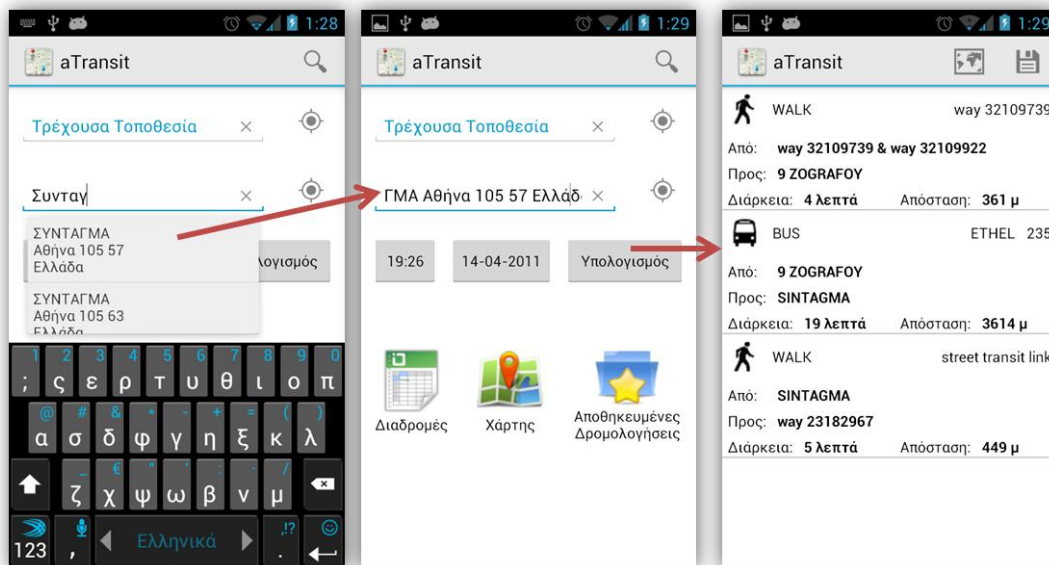 1:28
aTransit
Τρέχουσα Τοποθεσία
Συνταγ
ΣΥΝΤΑΓΜΑ
Αθήνα 105 57
Ελλάδα
λογισμός
ΣΥΝΤΑΓΜΑ
Αθήνα 105 63
Ελλάδα
1 2 3 4 5 6 7 8 9 0
; ς ε ρ τ υ θ ι ο π
@ # & * - + = ( )
α σ δ φ γ η ξ κ λ
_ € " ' : ; /
ζ χ ψ ω β ν μ
123 , Ελληνικά . ,!?
1:29
aTransit
Τρέχουσα Τοποθεσία
ΓΜΑ Αθήνα 105 57 Ελλάδ
19:26 14-04-2011 Υπολογισμός
Διαδρομές Χάρτης Αποθηκευμένες
Δρομολογήσεις
1:29
aTransit
WALK way 32109739
Από: way 32109739 & way 32109922
Προς: 9 ZOGRAFOY
Διάρκεια: 4 λεπτά Απόσταση: 361 μ
BUS ETHEL 235
Από: 9 ZOGRAFOY
Προς: SINTAGMA
Διάρκεια: 19 λεπτά Απόσταση: 3614 μ
WALK street transit link
Από: SINTAGMA
Προς: way 23182967
Διάρκεια: 5 λεπτά Απόσταση: 449 μ